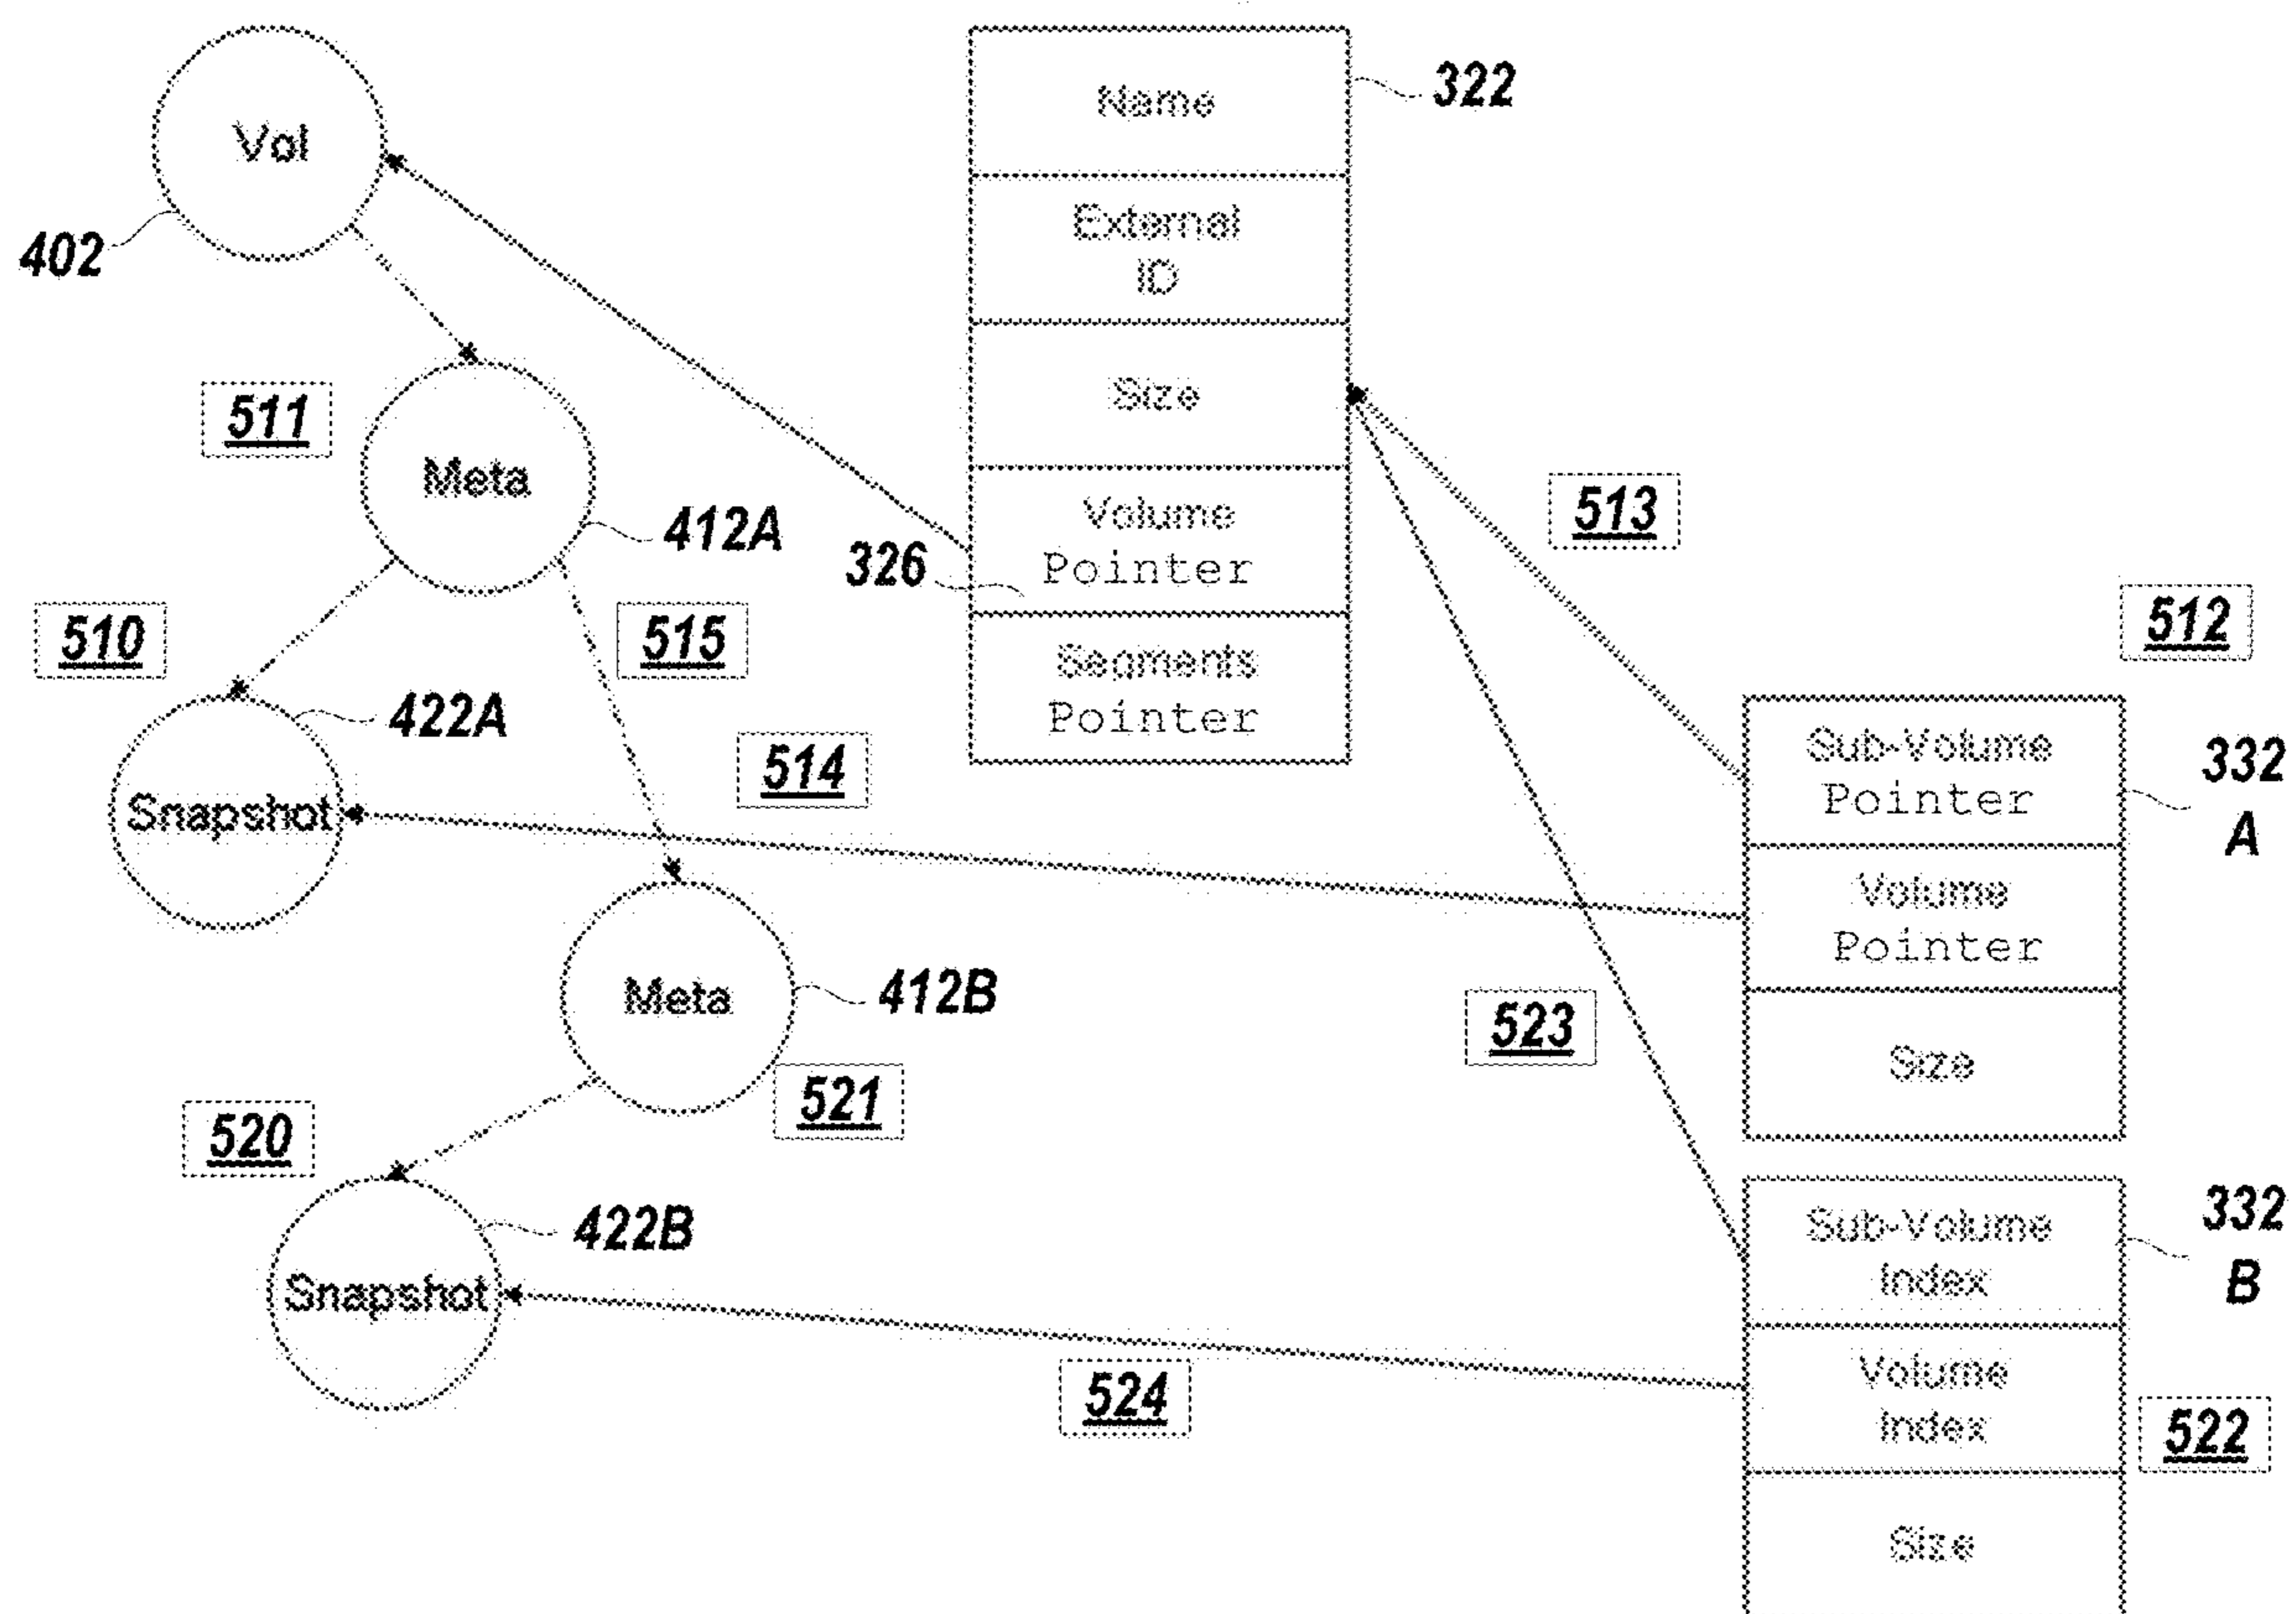 Vol
402
511
Meta
412A
510
515
422A
Snapshot
514
Meta
412B
521
520
422B
Snapshot
524
Name
322
External
ID
Size
Volume
Pointer
326
Segments
Pointer
513
512
Sub-Volume
Pointer
332
A
Volume
Pointer
Size
523
Sub-Volume
Index
332
B
Volume
Index
522
Size